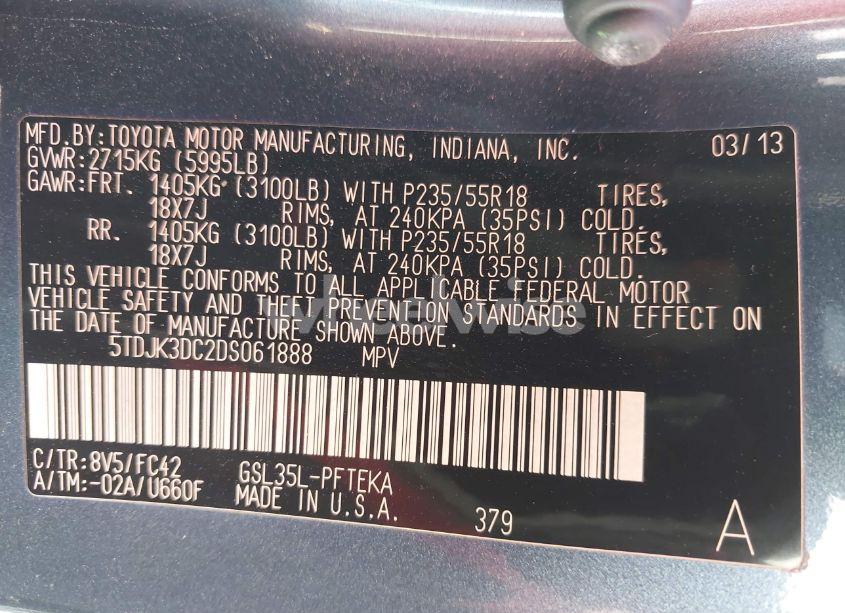 MFD.BY:TOYOTA MOTOR MANUFACTURING, INDIANA, INC. 03/13
GVWR:2715KG (5995LB)
GAWR:FRT. 1405KG (3100LB) WITH P235/55R18 TIRES,
18X7J RIMS, AT 240KPA (35PSI) COLD.
RR. 1405KG (3100LB) WITH P235/55R18 TIRES,
18X7J RIMS, AT 240KPA (35PSI) COLD.
THIS VEHICLE CONFORMS TO ALL APPLICABLE FEDERAL MOTOR
VEHICLE SAFETY AND THEFT PREVENTION STANDARDS IN EFFECT ON
THE DATE OF MANUFACTURE SHOWN ABOVE.
5TDJK3DC2DS061888 MPV
C/TR:8V5/FC42 GSL35L-PFTEKA
A/TM:-02A/U660F MADE IN U.S.A. 379 A